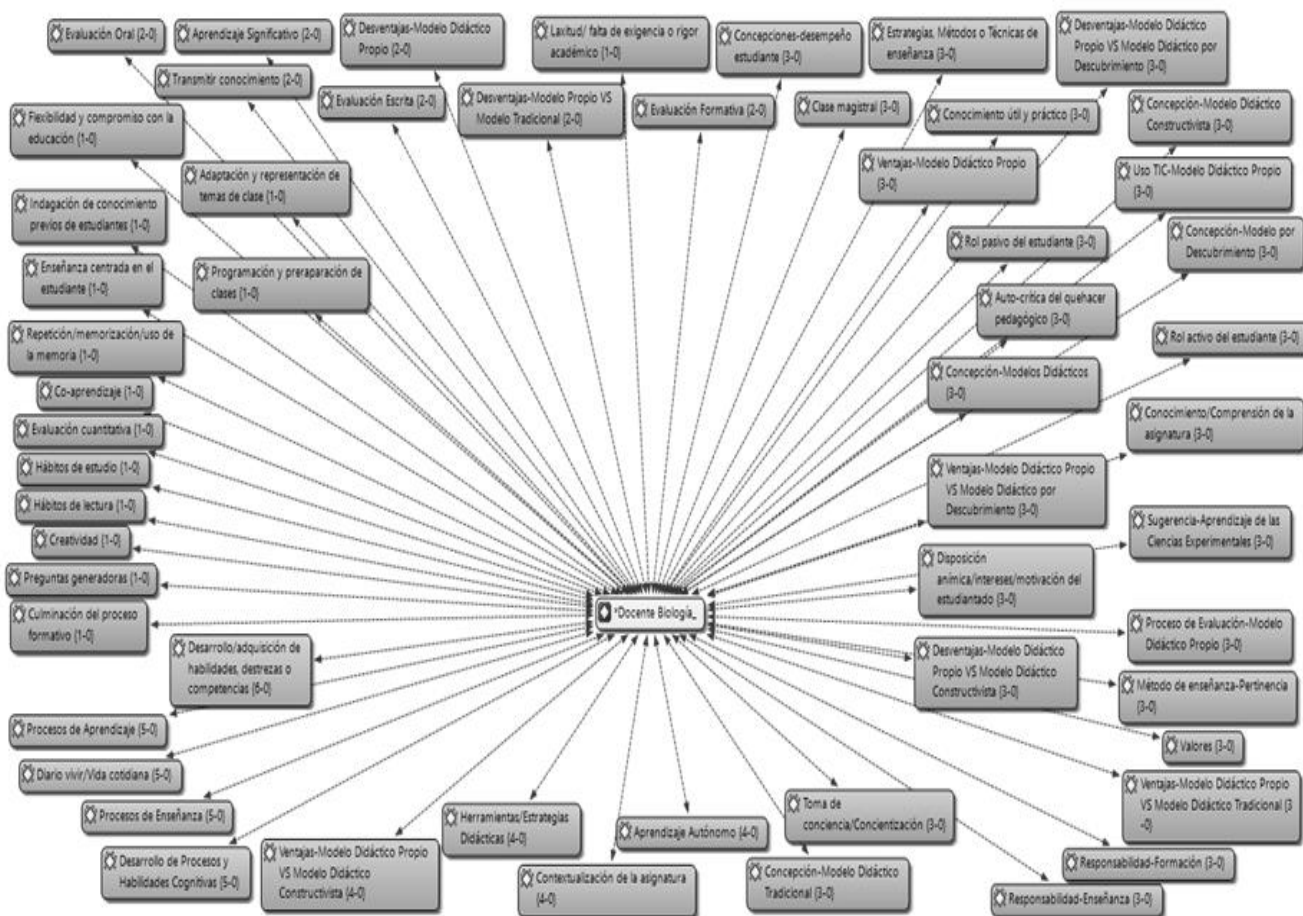 Evaluación Oral {2-0}
Aprendizaje Significativo {2-0}
Desventajas-Modelo Didáctico
Propio {2-0}
Laxitud/ falta de exigencia o rigor
académico {1-0}
Concepciones-desempeño
estudiante {3-0}
Estrategias, Métodos o Técnicas de
enseñanza {3-0}
Desventajas-Modelo Didáctico
Propio VS Modelo Didáctico por
Descubrimiento {3-0}
Transmitir conocimiento {2-0}
Evaluación Escrita {2-0}
Desventajas-Modelo Propio VS
Modelo Tradicional {2-0}
Evaluación Formativa {2-0}
Clase magistral {3-0}
Conocimiento útil y práctico {3-0}
Concepción-Modelo Didáctico
Constructivista {3-0}
Flexibilidad y compromiso con la
educación {1-0}
Adaptación y representación de
temas de clase {1-0}
Ventajas-Modelo Didáctico Propio
{3-0}
Uso TIC-Modelo Didáctico Propio
{3-0}
Indagación de conocimiento
previos de estudiantes {1-0}
Rol pasivo del estudiante {3-0}
Concepción-Modelo por
Descubrimiento {3-0}
Enseñanza centrada en el
estudiante {1-0}
Programación y preraparación de
clases {1-0}
Auto-crítica del quehacer
pedagógico {3-0}
Repetición/memorización/uso de
la memoria {1-0}
Rol activo del estudiante {3-0}
Co-aprendizaje {1-0}
Concepción-Modelos Didácticos
{3-0}
Evaluación cuantitativa {1-0}
Conocimiento/Comprensión de la
asignatura {3-0}
Hábitos de estudio {1-0}
Ventajas-Modelo Didáctico Propio
VS Modelo Didáctico por
Descubrimiento {3-0}
Hábitos de lectura {1-0}
Sugerencia-Aprendizaje de las
Ciencias Experimentales {3-0}
Creatividad {1-0}
Disposición
anímica/intereses/motivación del
estudiantado {3-0}
Preguntas generadoras {1-0}
Culminación del proceso
formativo {1-0}
*Docente Biología_
Proceso de Evaluación-Modelo
Didáctico Propio {3-0}
Desarrollo/adquisición de
habilidades, destrezas o
competencias {6-0}
Desventajas-Modelo Didáctico
Propio VS Modelo Didáctico
Constructivista {3-0}
Método de enseñanza-Pertinencia
{3-0}
Procesos de Aprendizaje {5-0}
Valores {3-0}
Diario vivir/Vida cotidiana {5-0}
Ventajas-Modelo Didáctico Propio
VS Modelo Didáctico Tradicional {3
-0}
Procesos de Enseñanza {5-0}
Herramientas/Estrategias
Didácticas {4-0}
Aprendizaje Autónomo {4-0}
Toma de
conciencia/Concientización {3-0}
Desarrollo de Procesos y
Habilidades Cognitivas {5-0}
Ventajas-Modelo Didáctico Propio
VS Modelo Didáctico
Constructivista {4-0}
Contextualización de la asignatura
{4-0}
Concepción-Modelo Didáctico
Tradicional {3-0}
Responsabilidad-Formación {3-0}
Responsabilidad-Enseñanza {3-0}